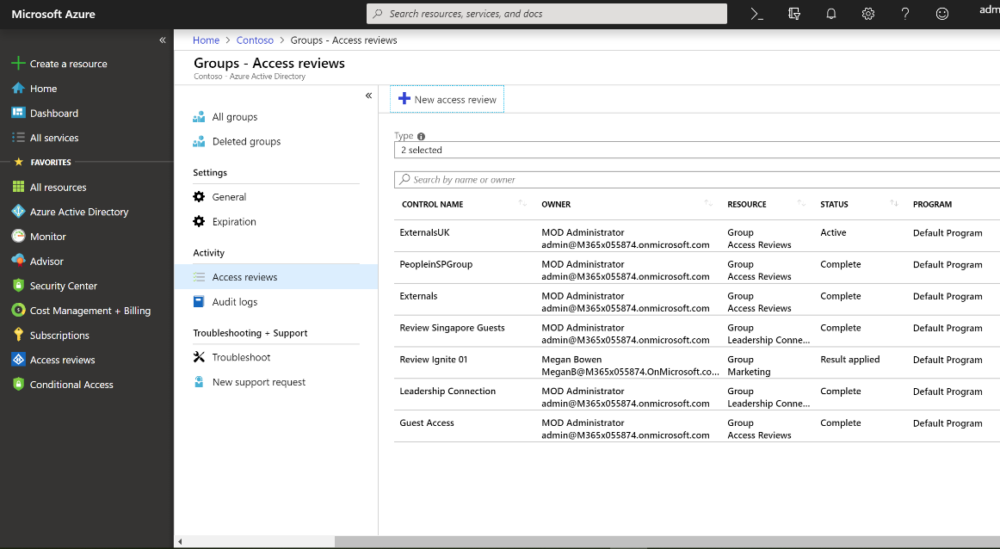 Microsoft Azure
Search resources, services, and docs
adm
Create a resource
Home
Dashboard
All services
FAVORITES
All resources
Azure Active Directory
Monitor
Advisor
Security Center
Cost Management + Billing
Subscriptions
Access reviews
Conditional Access
Home > Contoso > Groups - Access reviews
Groups - Access reviews
Contoso - Azure Active Directory
All groups
Deleted groups
Settings
General
Expiration
Activity
Access reviews
Audit logs
Troubleshooting + Support
Troubleshoot
New support request
New access review
Type
2 selected
Search by name or owner
CONTROL NAME OWNER RESOURCE STATUS PROGRAM
ExternalsUK MOD Administrator Group Active Default Program
admin@M365x055874.onmicrosoft.com Access Reviews
PeopleinSPGroup MOD Administrator Group Complete Default Program
admin@M365x055874.onmicrosoft.com Access Reviews
Externals MOD Administrator Group Complete Default Program
admin@M365x055874.onmicrosoft.com Access Reviews
Review Singapore Guests MOD Administrator Group Complete Default Program
admin@M365x055874.onmicrosoft.com Leadership Conne...
Review Ignite 01 Megan Bowen Group Result applied Default Program
MeganB@M365x055874.OnMicrosoft.co... Marketing
Leadership Connection MOD Administrator Group Complete Default Program
admin@M365x055874.onmicrosoft.com Leadership Conne...
Guest Access MOD Administrator Group Complete Default Program
admin@M365x055874.onmicrosoft.com Access Reviews